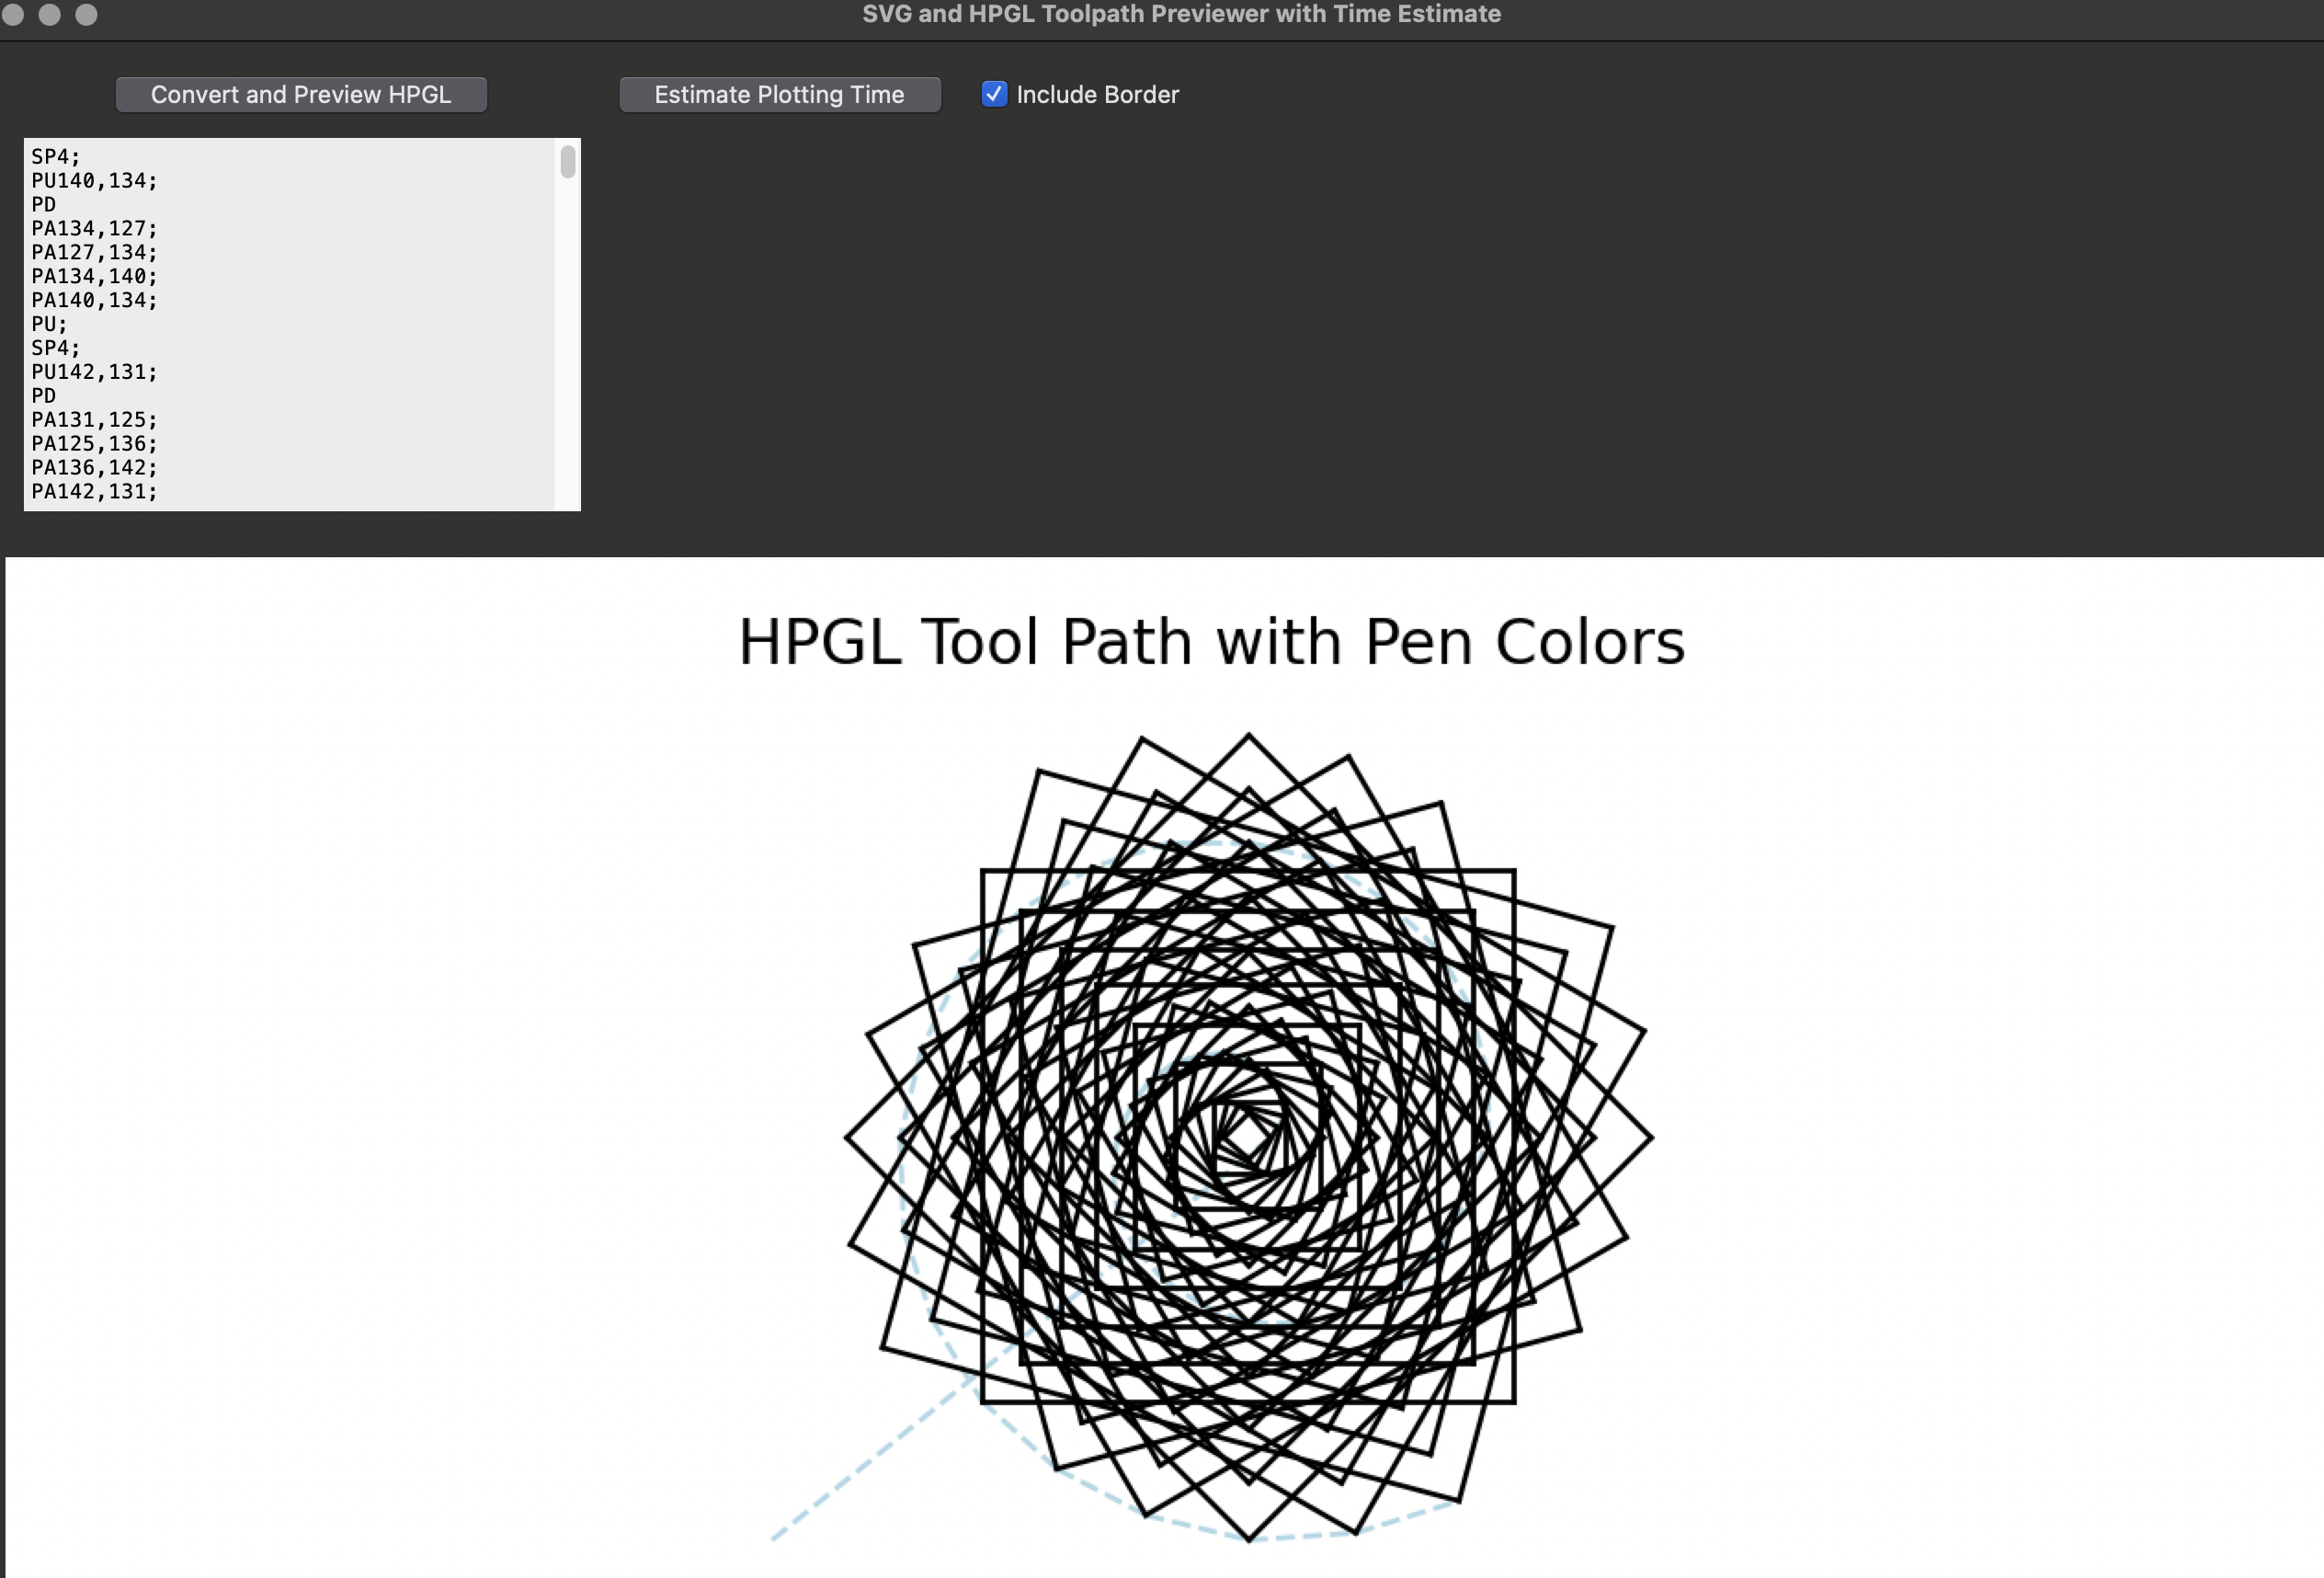 SVG and HPGL Toolpath Previewer with Time Estimate
Convert and Preview HPGL
Estimate Plotting Time
Include Border
SP4;
PU140,134;
PD
PA134,127;
PA127,134;
PA134,140;
PA140,134;
PU;
SP4;
PU142,131;
PD
PA131,125;
PA125,136;
PA136,142;
PA142,131;
HPGL Tool Path with Pen Colors